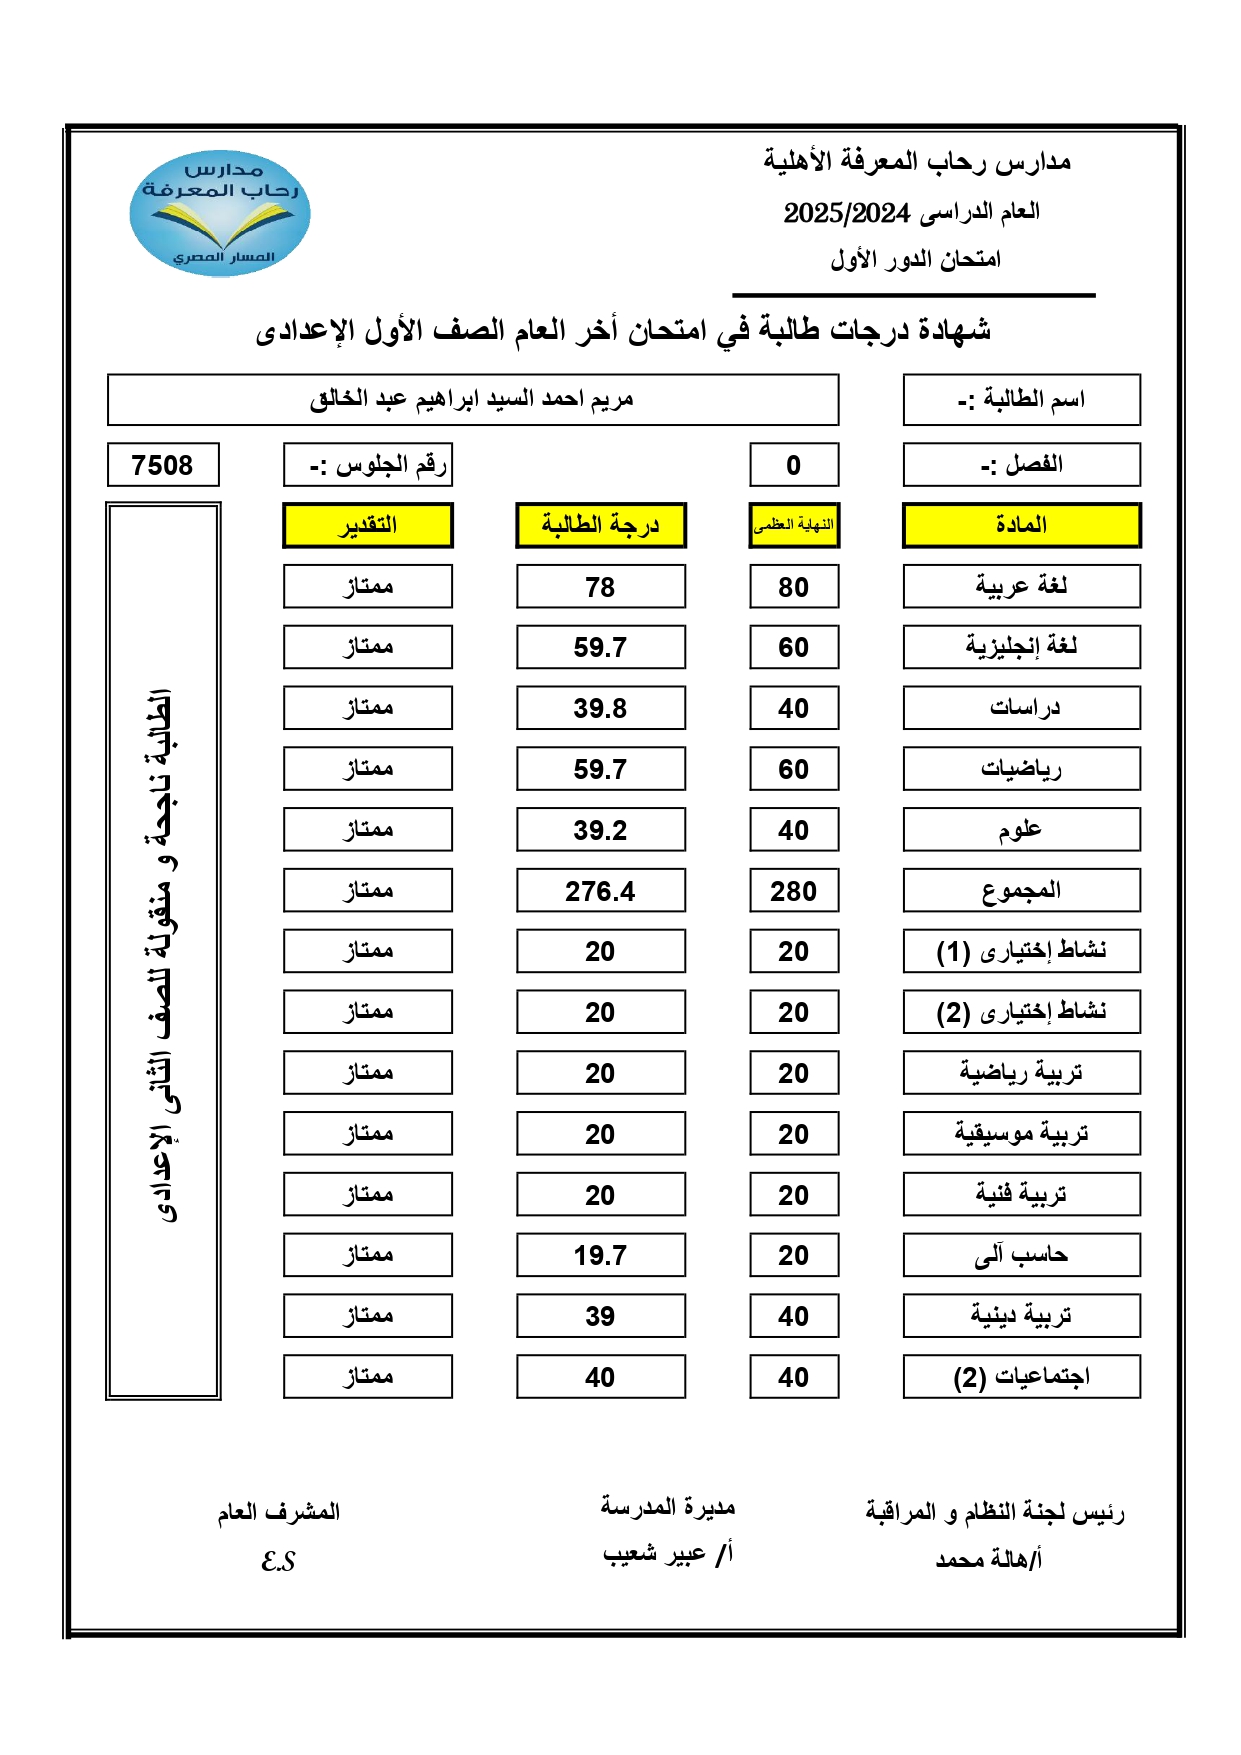 مدارس رحاب المعرفة الأهلية
العام الدراسى 2025/2024
امتحان الدور الأول
مدارس
رحاب المعرفة
المسار المصري
شهادة درجات طالبة في امتحان أخر العام الصف الأول الإعدادى
اسم الطالبة :- مريم احمد السيد ابراهيم عبد الخالق
الفصل :- 0 رقم الجلوس :- 7508
المادة النهاية العظمى درجة الطالبة التقدير
لغة عربية 80 78 ممتاز
لغة إنجليزية 60 59.7 ممتاز
دراسات 40 39.8 ممتاز
رياضيات 60 59.7 ممتاز
علوم 40 39.2 ممتاز
المجموع 280 276.4 ممتاز
نشاط إختيارى (1) 20 20 ممتاز
نشاط إختيارى (2) 20 20 ممتاز
تربية رياضية 20 20 ممتاز
تربية موسيقية 20 20 ممتاز
تربية فنية 20 20 ممتاز
حاسب آلى 20 19.7 ممتاز
تربية دينية 40 39 ممتاز
اجتماعيات (2) 40 40 ممتاز
الطالبة ناجحة و منقولة للصف الثانى الإعدادى
رئيس لجنة النظام و المراقبة مديرة المدرسة المشرف العام
أ/هالة محمد أ/ عبير شعيب E.S